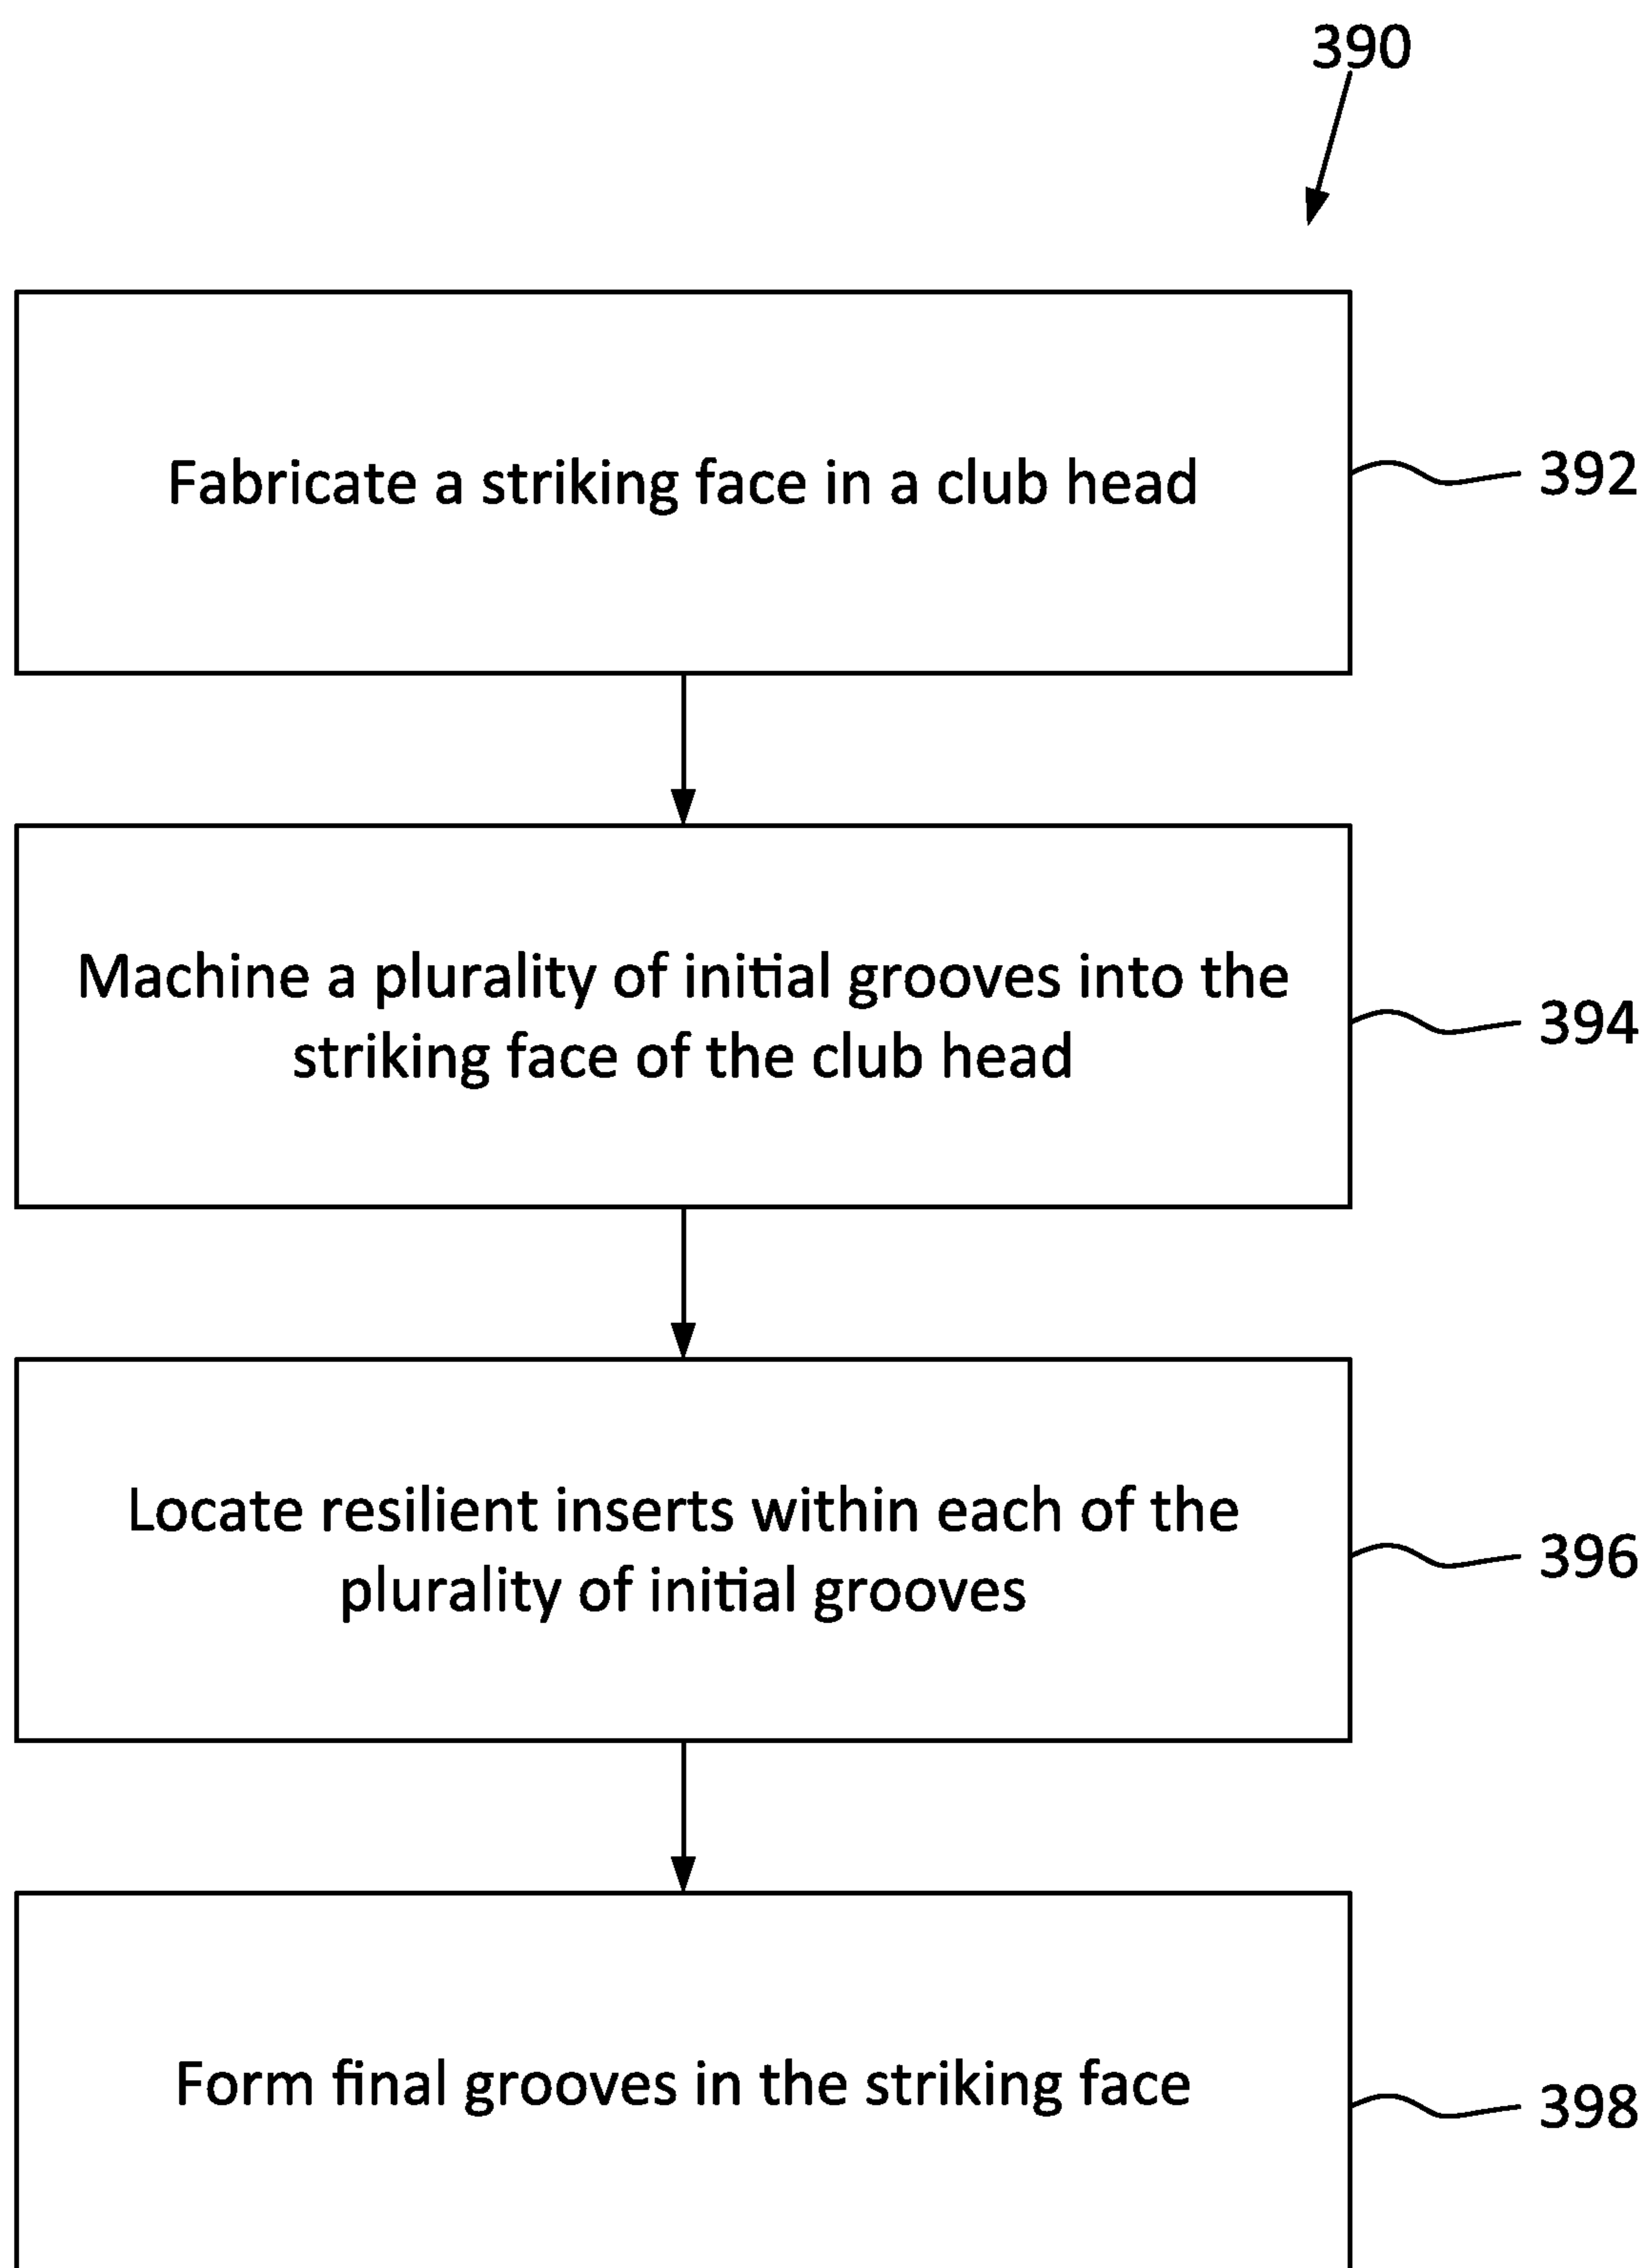 390
Fabricate a striking face in a club head
392
Machine a plurality of initial grooves into the
striking face of the club head
394
Locate resilient inserts within each of the
plurality of initial grooves
396
Form final grooves in the striking face
398